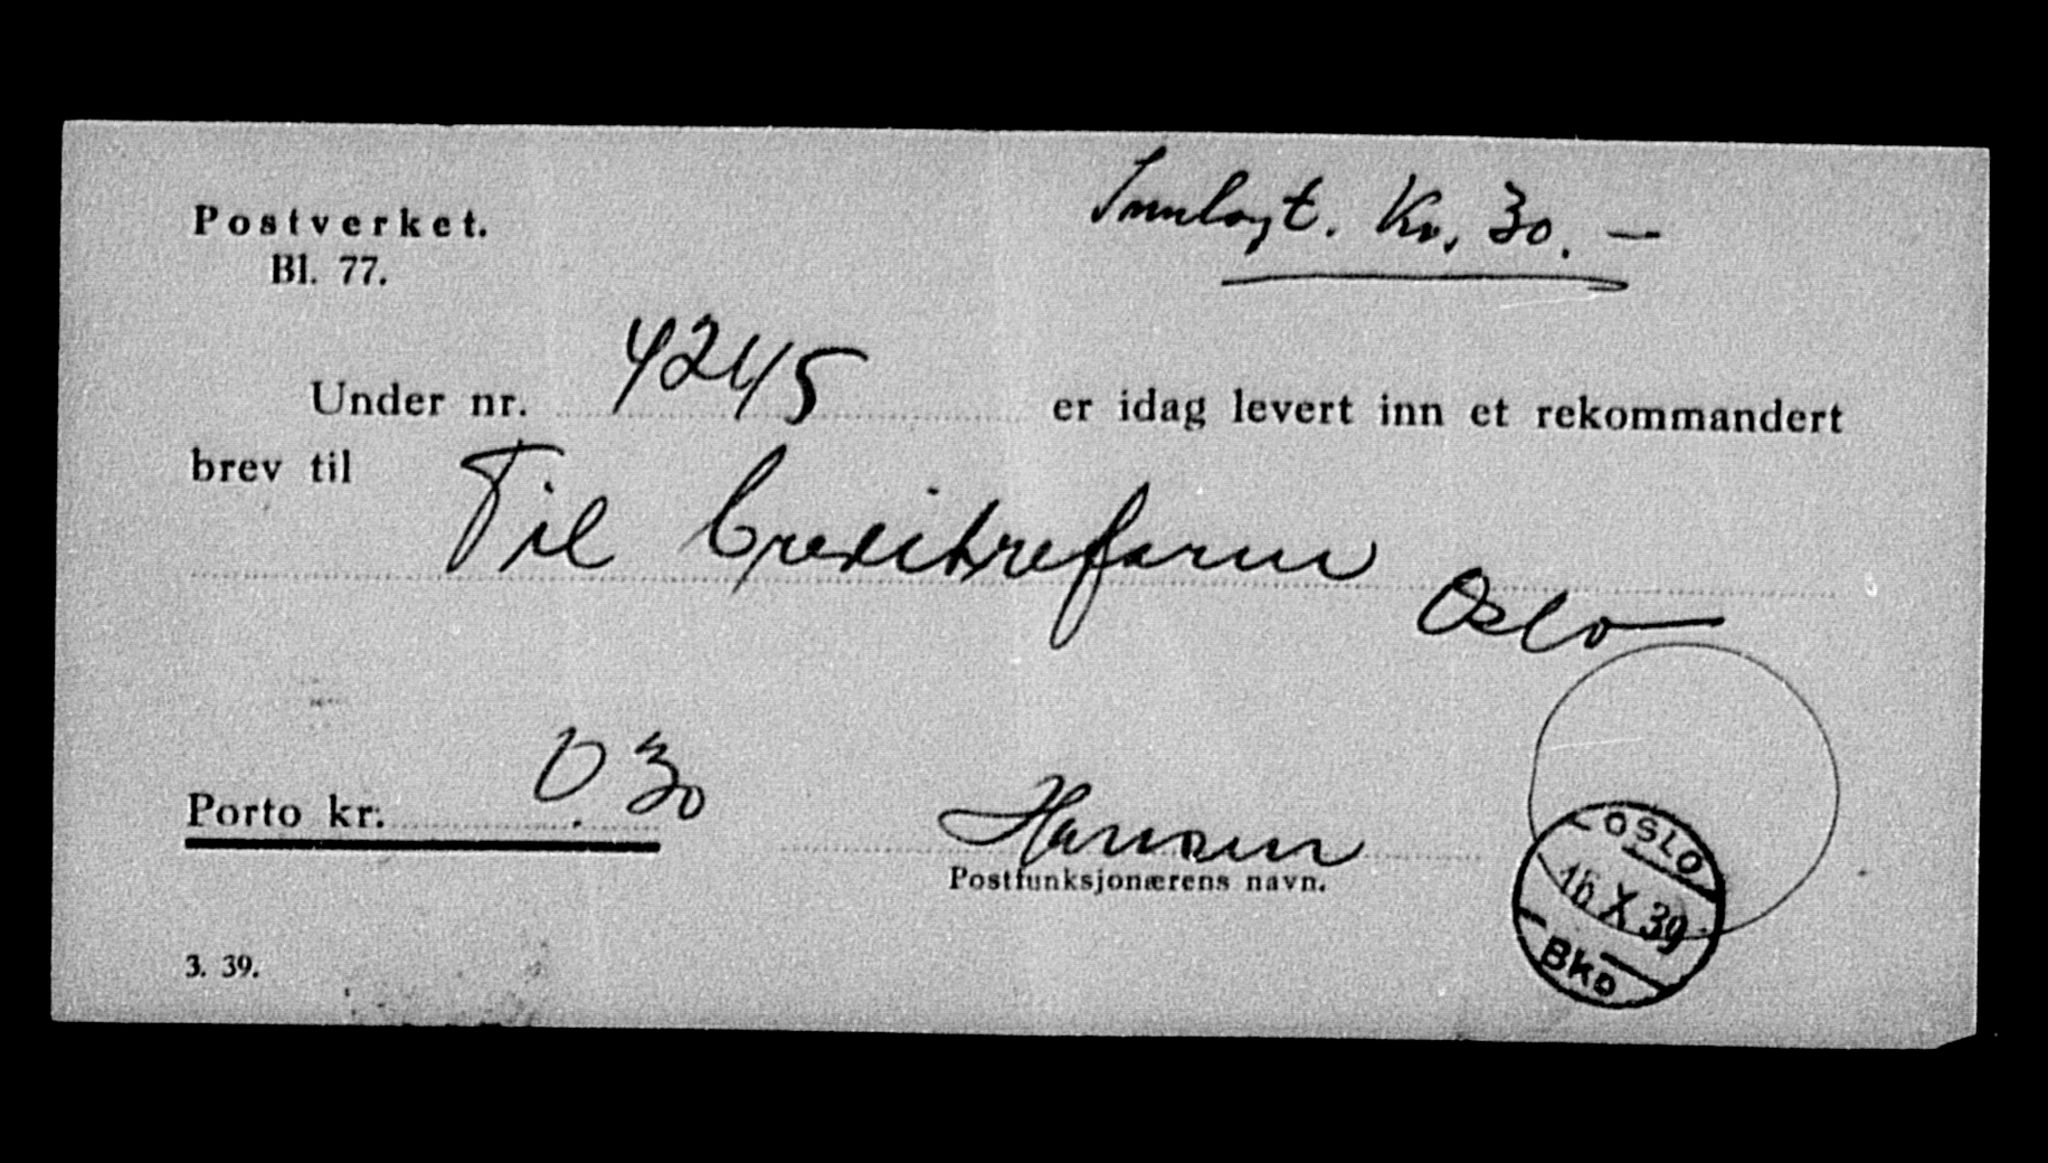 Postverket.
Bl. 77.
Innlagt. Kr. 30. —
Under nr. 4245 er idag levert inn et rekommandert
brev til
Til Creditreform
Oslo
Porto kr. 0.30
Hansen
Postfunksjonærens navn.
OSLO
16 X 39
Bko
3. 39.